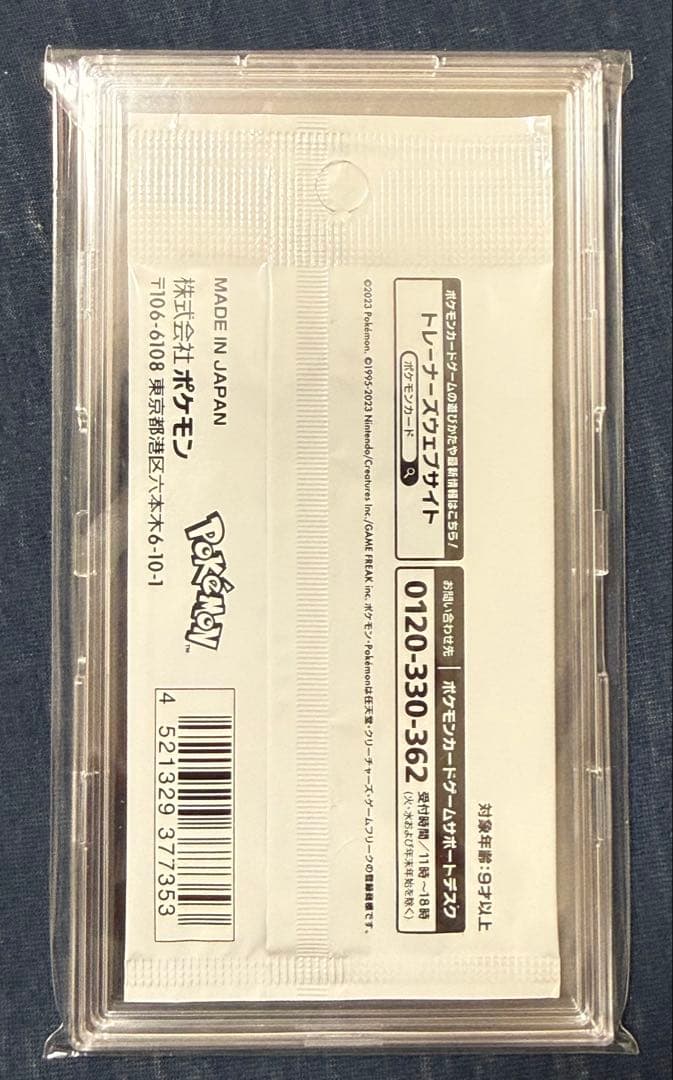 対象年齢:9才以上
ポケモンカードゲームの遊びかたや最新情報はこちら/
トレーナーズウェブサイト
ポケモンカード
お問い合わせ先 ポケモンカードゲームサポートデスク
0120-330-362
受付時間/11時~18時
(火・水および年末年始を除く)
©2023 Pokémon. ©1995-2023 Nintendo/Creatures Inc./GAME FREAK inc. ポケモン・Pokémonは任天堂・クリーチャーズ・ゲームフリークの登録商標です。
MADE IN JAPAN
株式会社 ポケモン
〒106-6108 東京都港区六本木6-10-1
POKéMON™
4 521329 377353